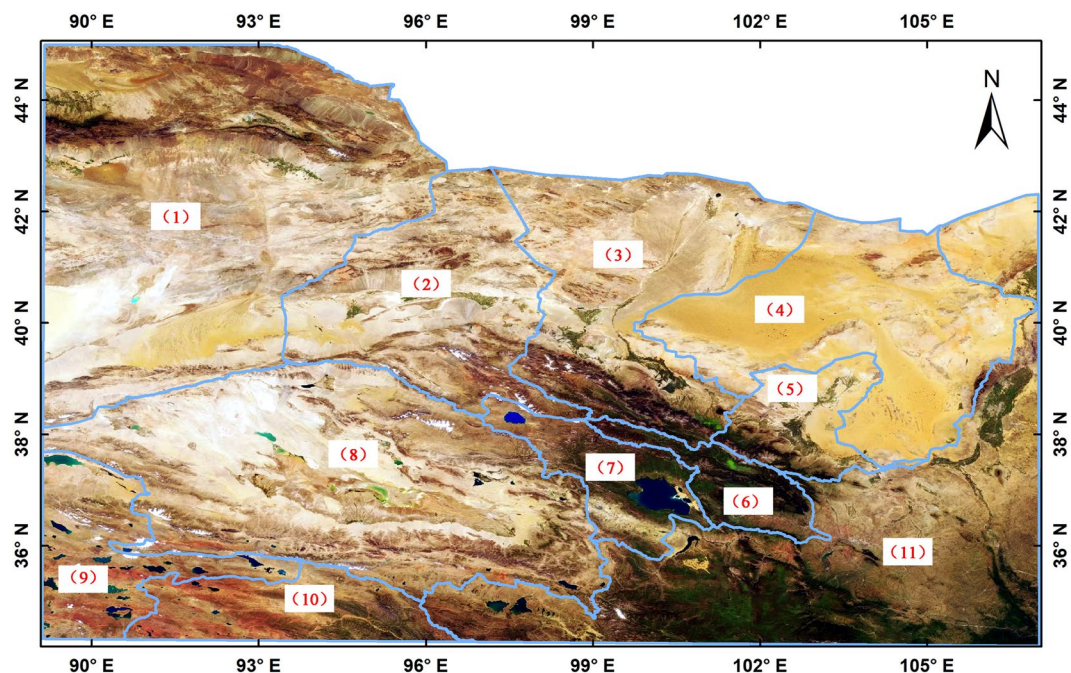 90° E 93° E 96° E 99° E 102° E 105° E
44° N
44° N
N
42° N
42° N
（1）
（3）
（2）
（4）
40° N
40° N
（5）
38° N
38° N
（8）
（7）
（6）
36° N
36° N
（11）
（9）
（10）
90° E 93° E 96° E 99° E 102° E 105° E